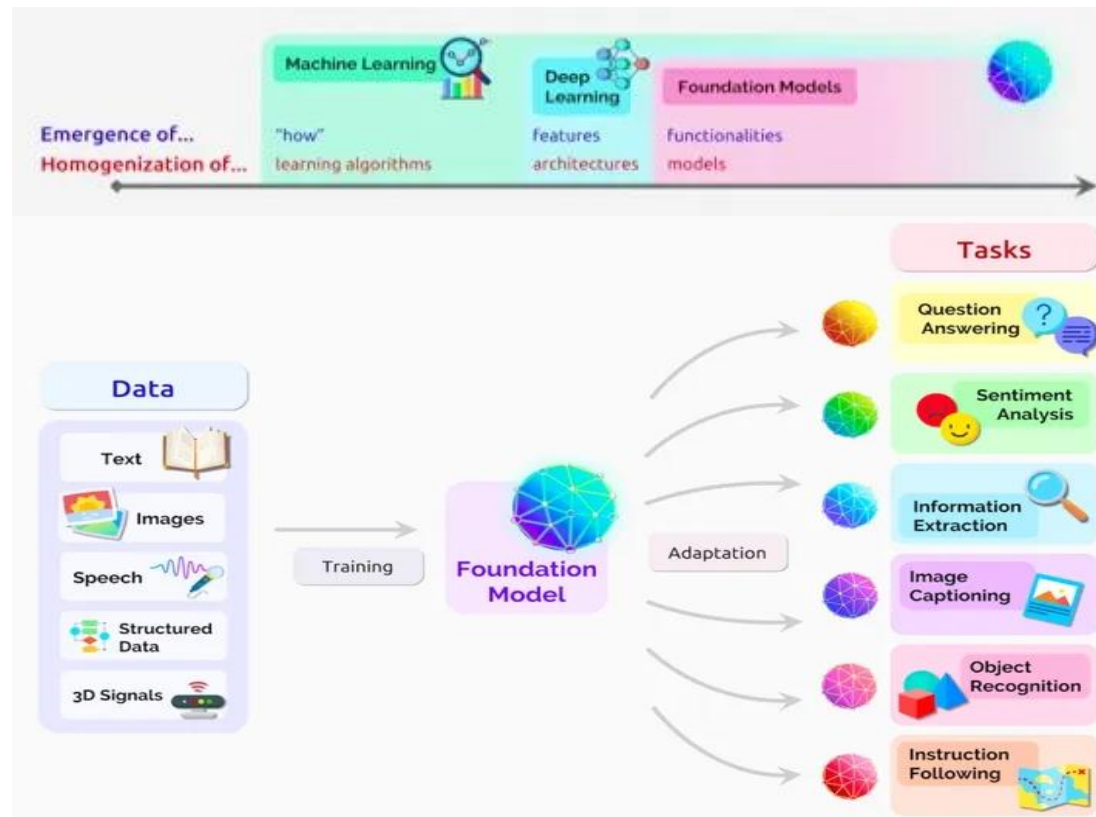 Machine Learning
Deep
Learning
Foundation Models
Emergence of...
"how"
features
functionalities
Homogenization of...
learning algorithms
architectures
models
Tasks
Question
Answering
?
Sentiment
Analysis
Data
Text
Images
Speech
Structured
Data
3D Signals
Training
Foundation
Model
Adaptation
Information
Extraction
Image
Captioning
Object
Recognition
Instruction
Following